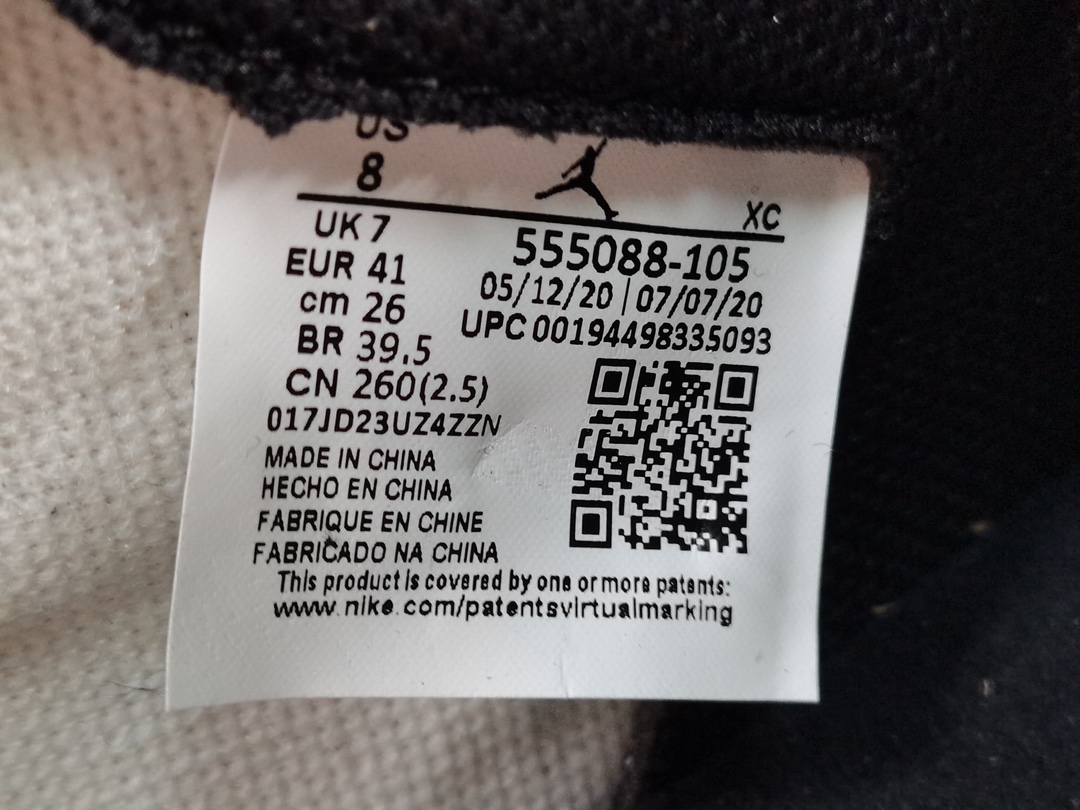 US
8
XC
UK 7
EUR 41
cm 26
BR 39.5
CN 260(2.5)
017JD23UZ4ZZN
555088-105
05/12/20 | 07/07/20
UPC 00194498335093
MADE IN CHINA
HECHO EN CHINA
FABRIQUE EN CHINE
FABRICADO NA CHINA
This product is covered by one or more patents:
www.nike.com/patentsvirtualmarking